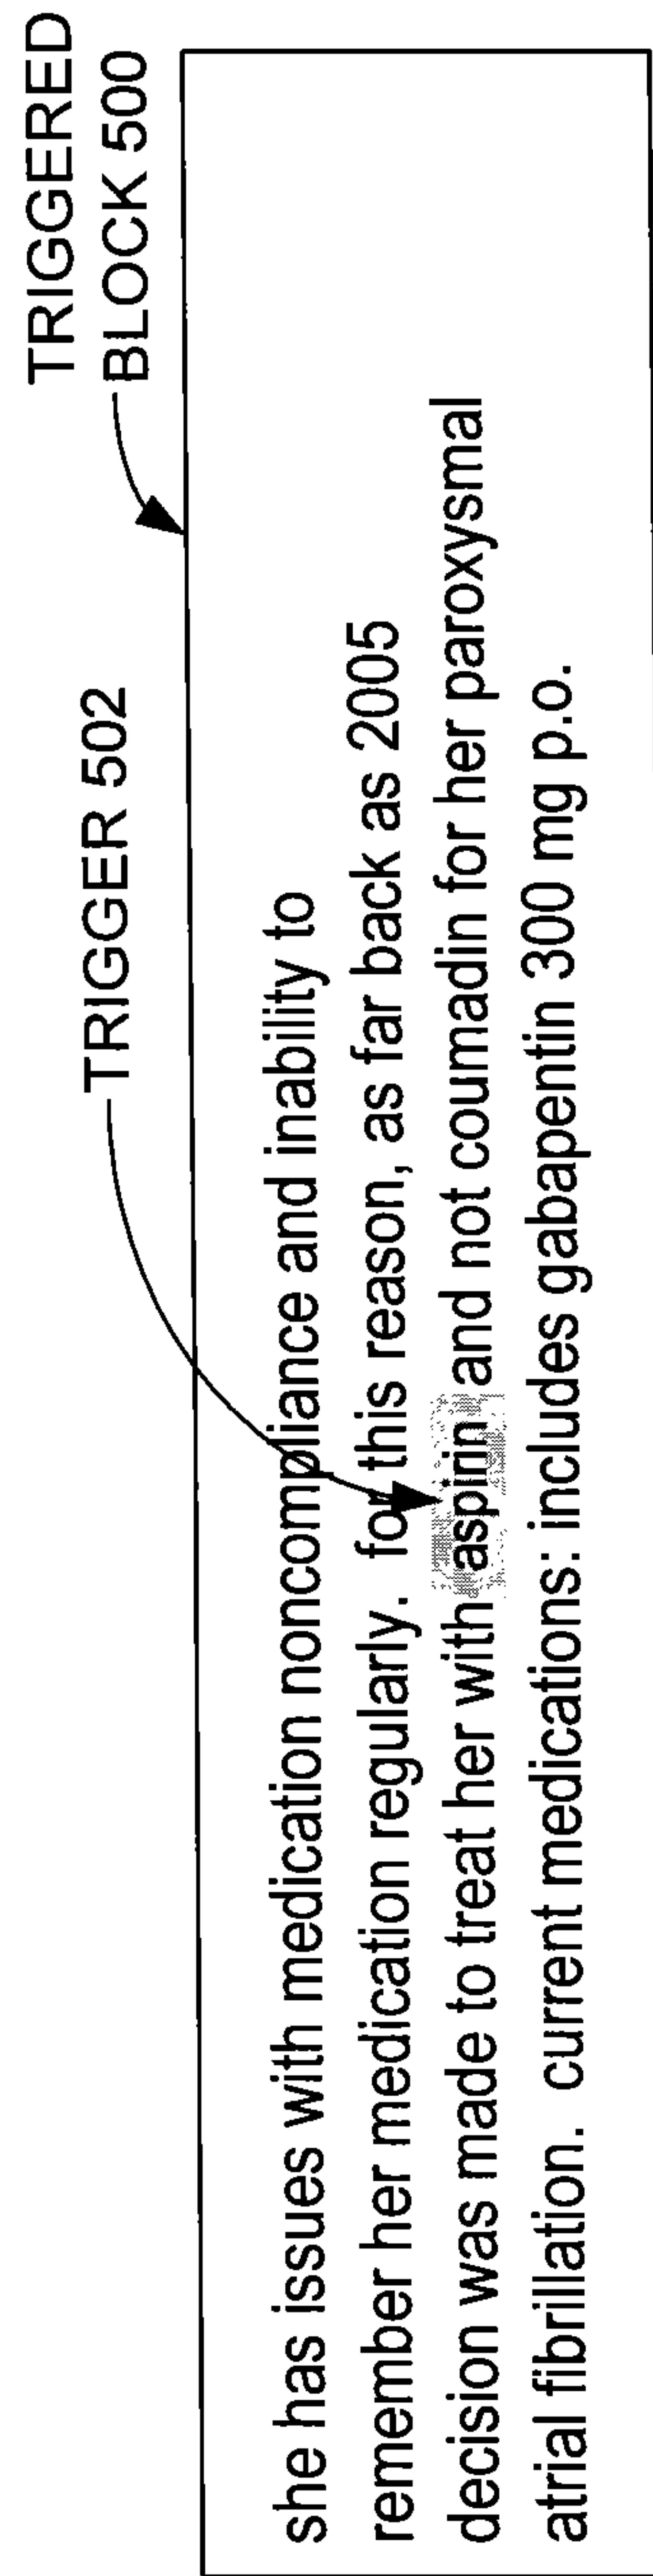 TRIGGERED
BLOCK 500
TRIGGER 502
she has issues with medication noncompliance and inability to
remember her medication regularly. for this reason, as far back as 2005
decision was made to treat her with aspirin and not coumadin for her paroxysmal
atrial fibrillation. current medications: includes gabapentin 300 mg p.o.